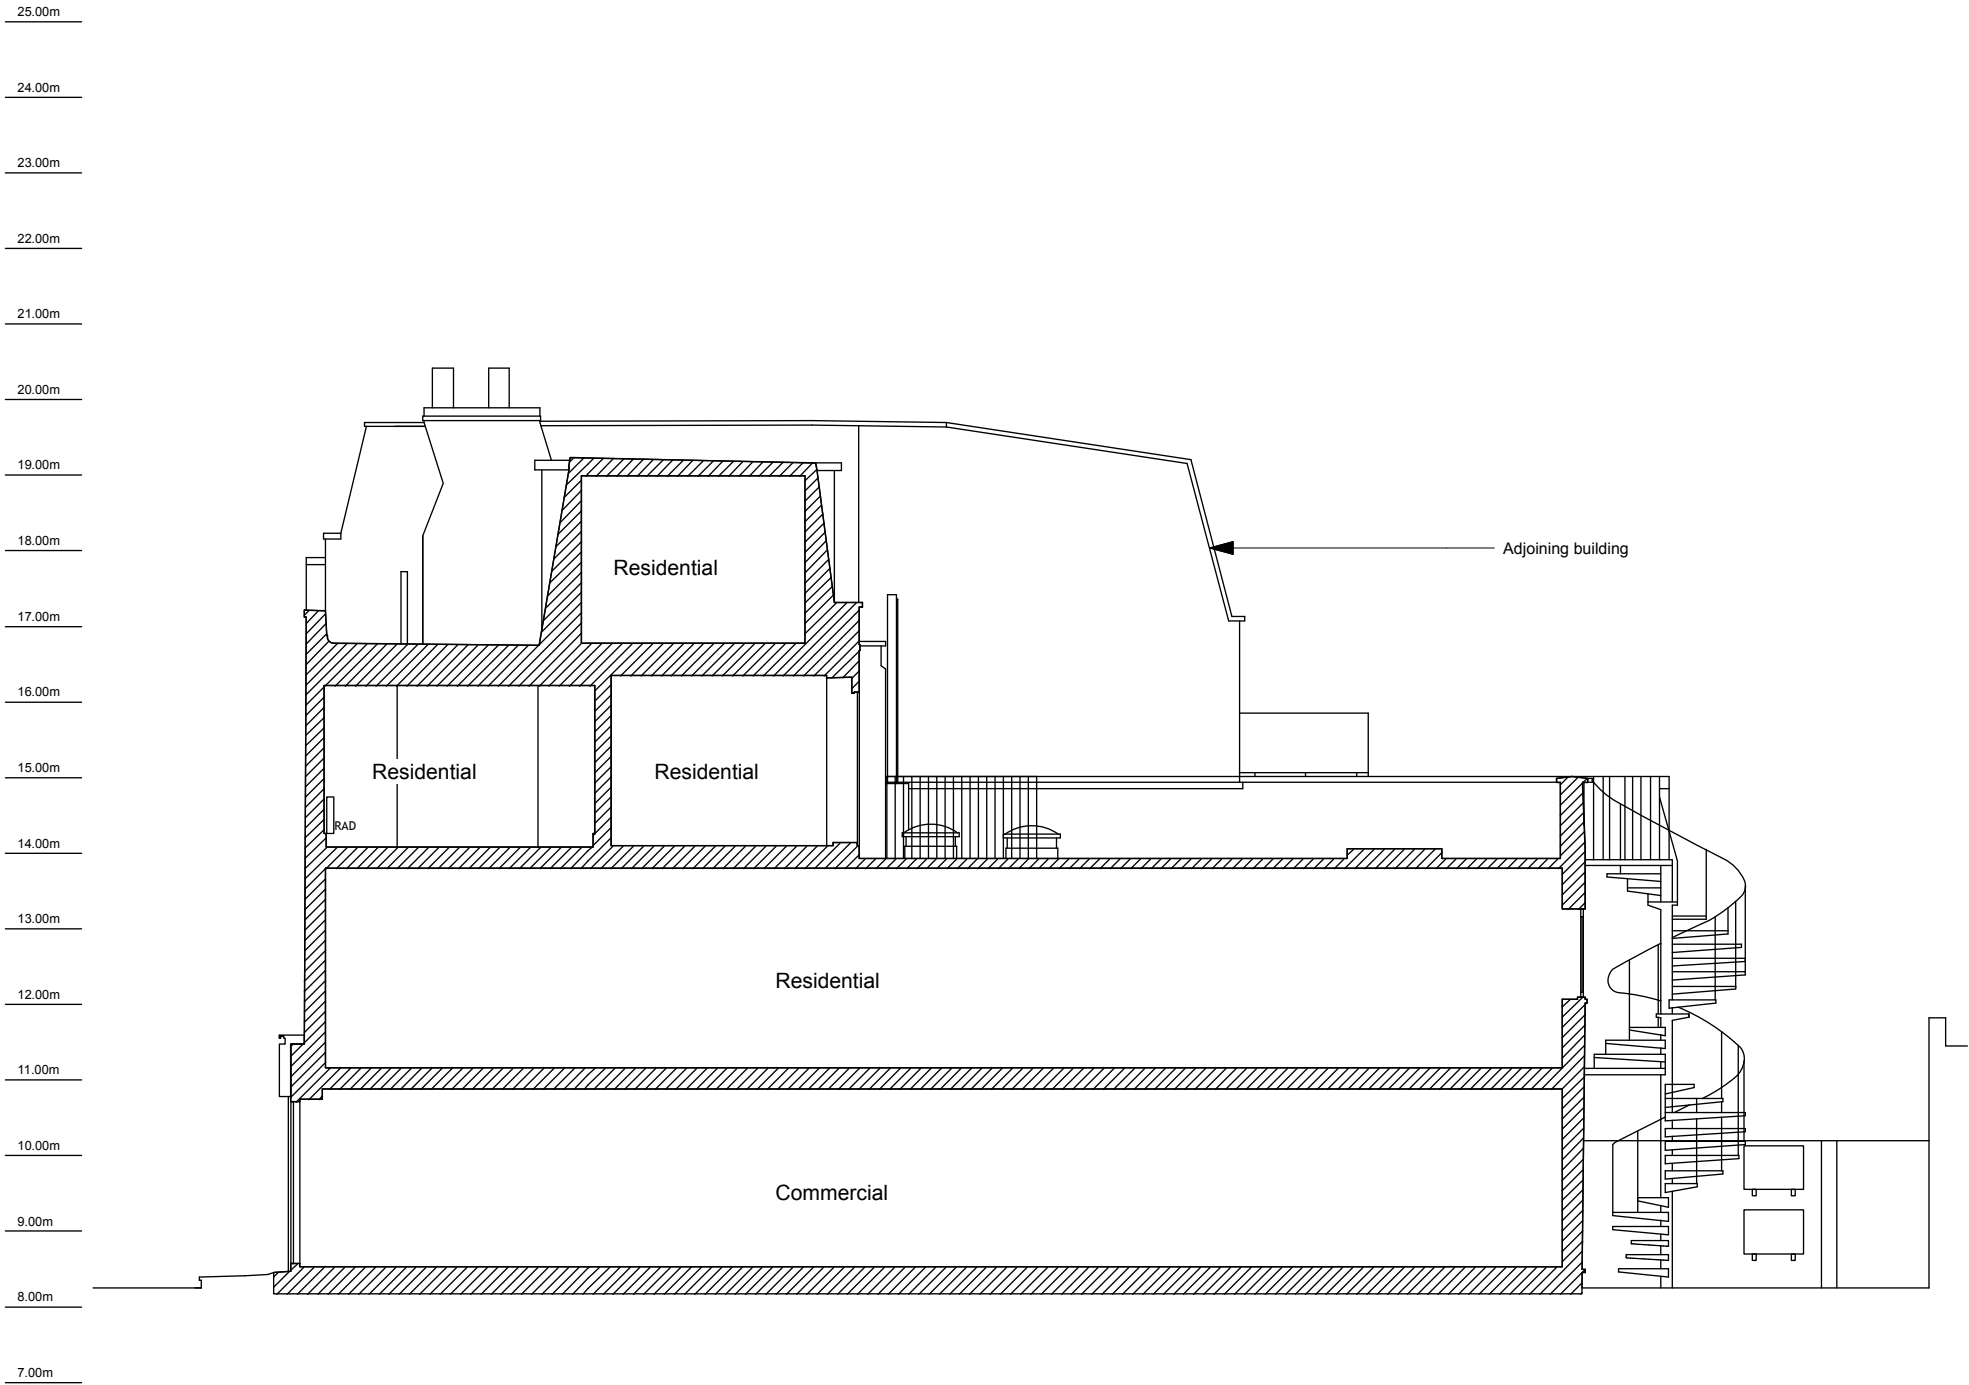 25.00m
24.00m
23.00m
22.00m
21.00m
20.00m
19.00m
18.00m
Adjoining building
Residential
17.00m
16.00m
15.00m
Residential
Residential
RAD
14.00m
13.00m
12.00m
Residential
11.00m
10.00m
Commercial
9.00m
8.00m
7.00m